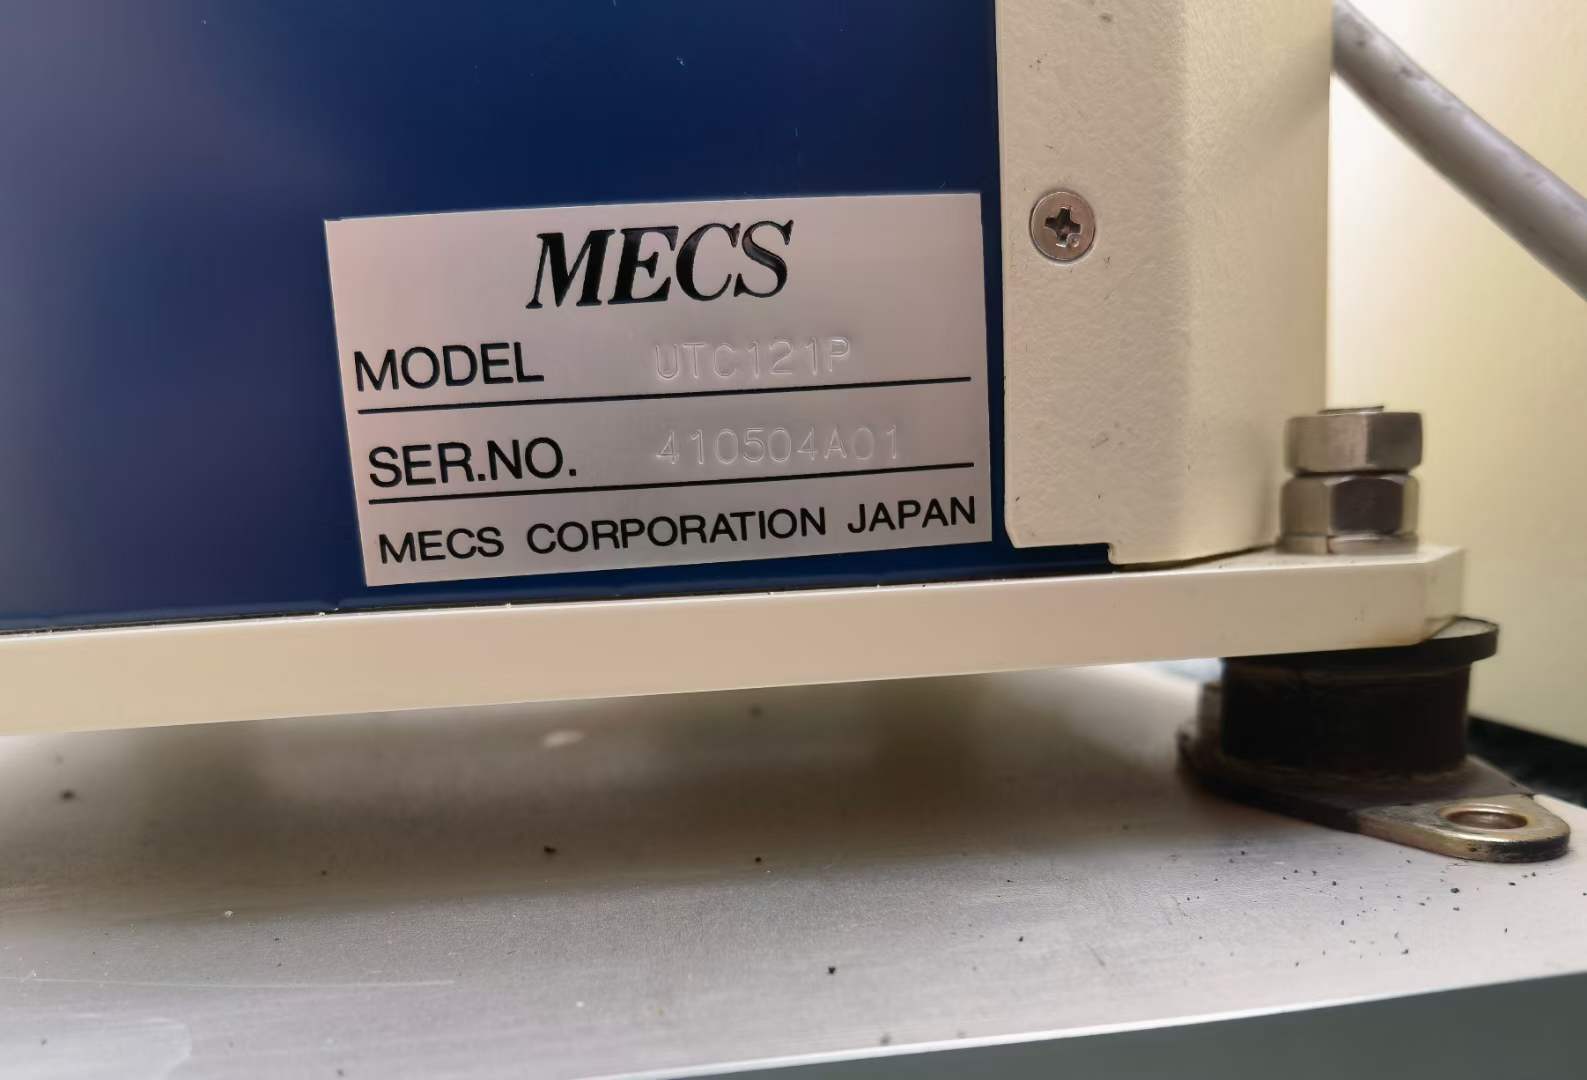 MECS
MODEL UTC121P
SER.NO. 410504A01
MECS CORPORATION JAPAN